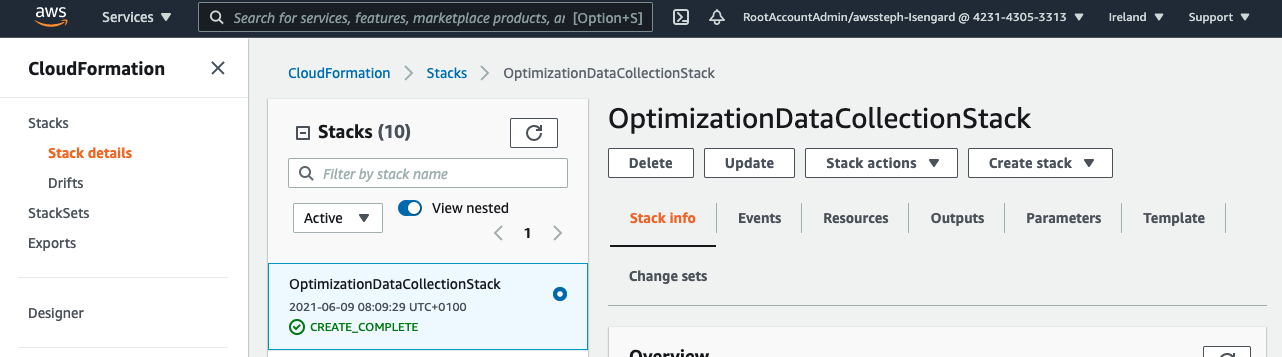 aws Services Search for services, features, marketplace products, a [Option+S] RootAccountAdmin/awssteph-Isengard @ 4231-4305-3313 Ireland Support
CloudFormation
Stacks
Stack details
Drifts
StackSets
Exports
Designer
CloudFormation > Stacks > OptimizationDataCollectionStack
Stacks (10)
Filter by stack name
Active
View nested
< 1 >
OptimizationDataCollectionStack
2021-06-09 08:09:29 UTC+0100
CREATE_COMPLETE
OptimizationDataCollectionStack
Delete Update Stack actions Create stack
Stack info Events Resources Outputs Parameters Template
Change sets
Overview